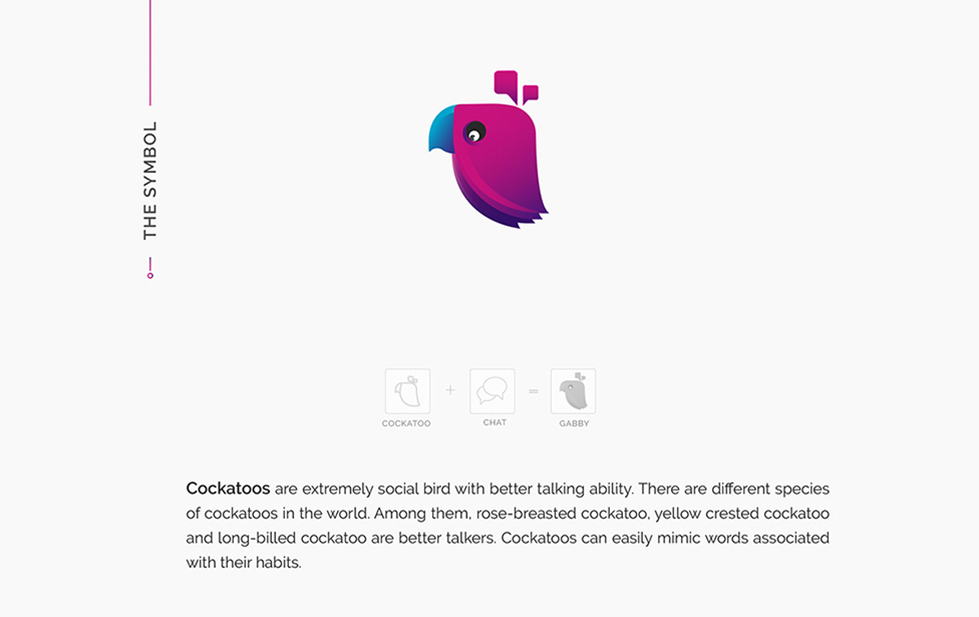 THE SYMBOL
COCKATOO + CHAT = GABBY
Cockatoos are extremely social bird with better talking ability. There are different species
of cockatoos in the world. Among them, rose-breasted cockatoo, yellow crested cockatoo
and long-billed cockatoo are better talkers. Cockatoos can easily mimic words associated
with their habits.